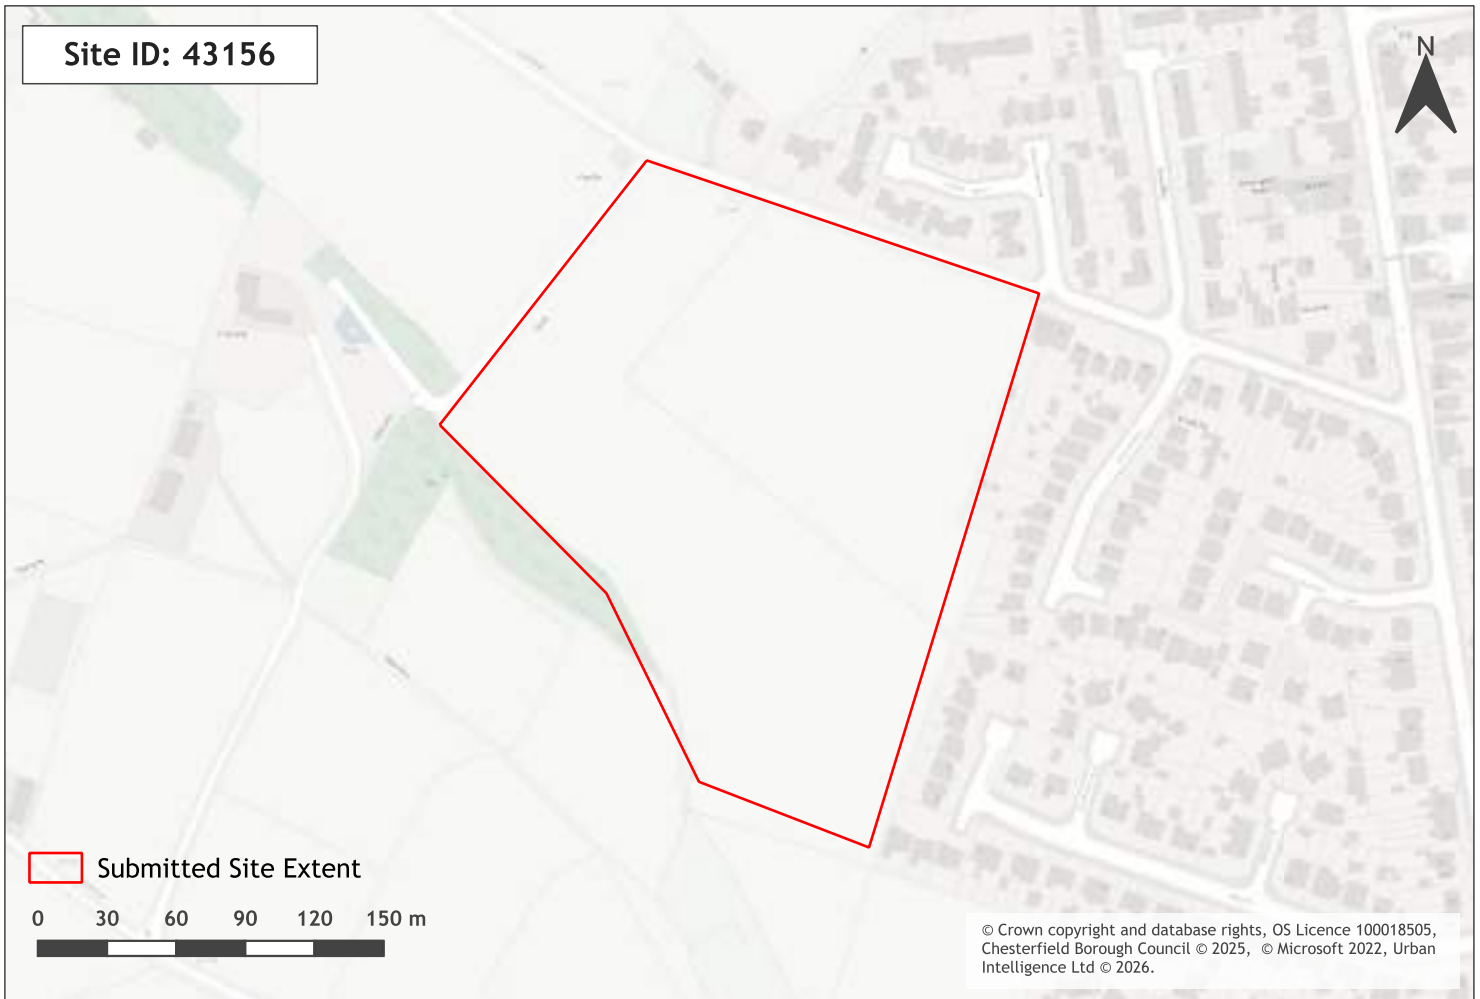 Site ID: 43156
N
Submitted Site Extent
0 30 60 90 120 150 m
© Crown copyright and database rights, OS Licence 100018505,
Chesterfield Borough Council © 2025, © Microsoft 2022, Urban
Intelligence Ltd © 2026.